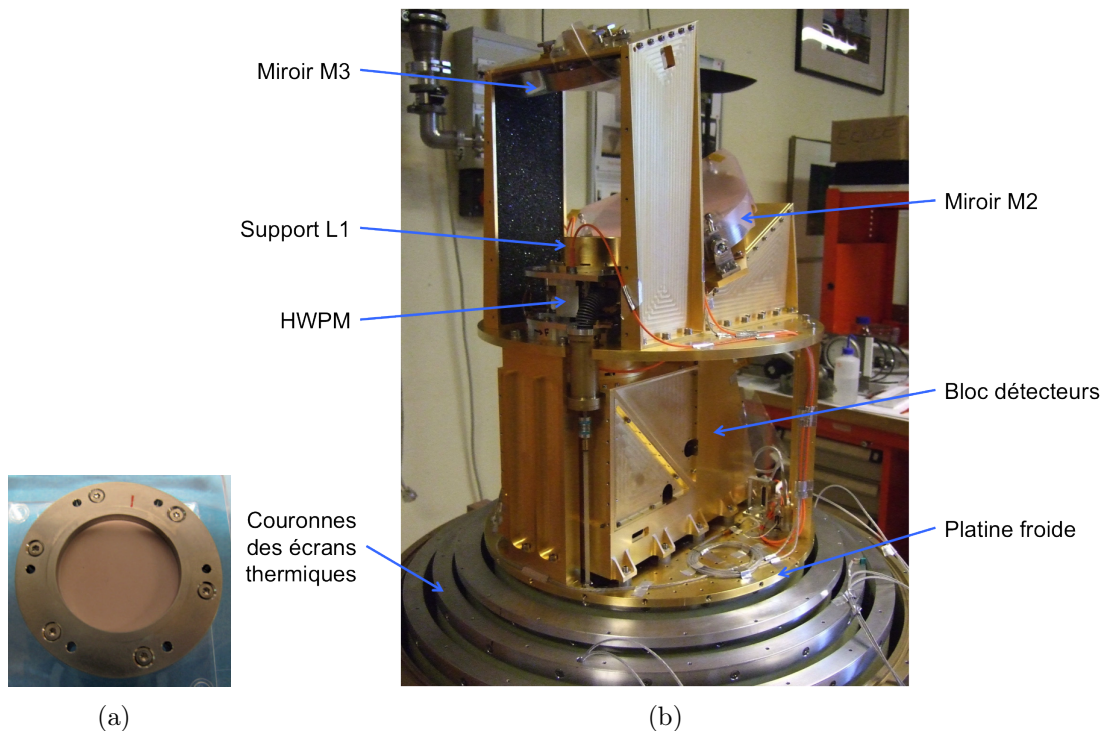 Miroir M3
Support L1
HWPM
Couronnes
des écrans
thermiques
Miroir M2
Bloc détecteurs
Platine froide
(a)
(b)